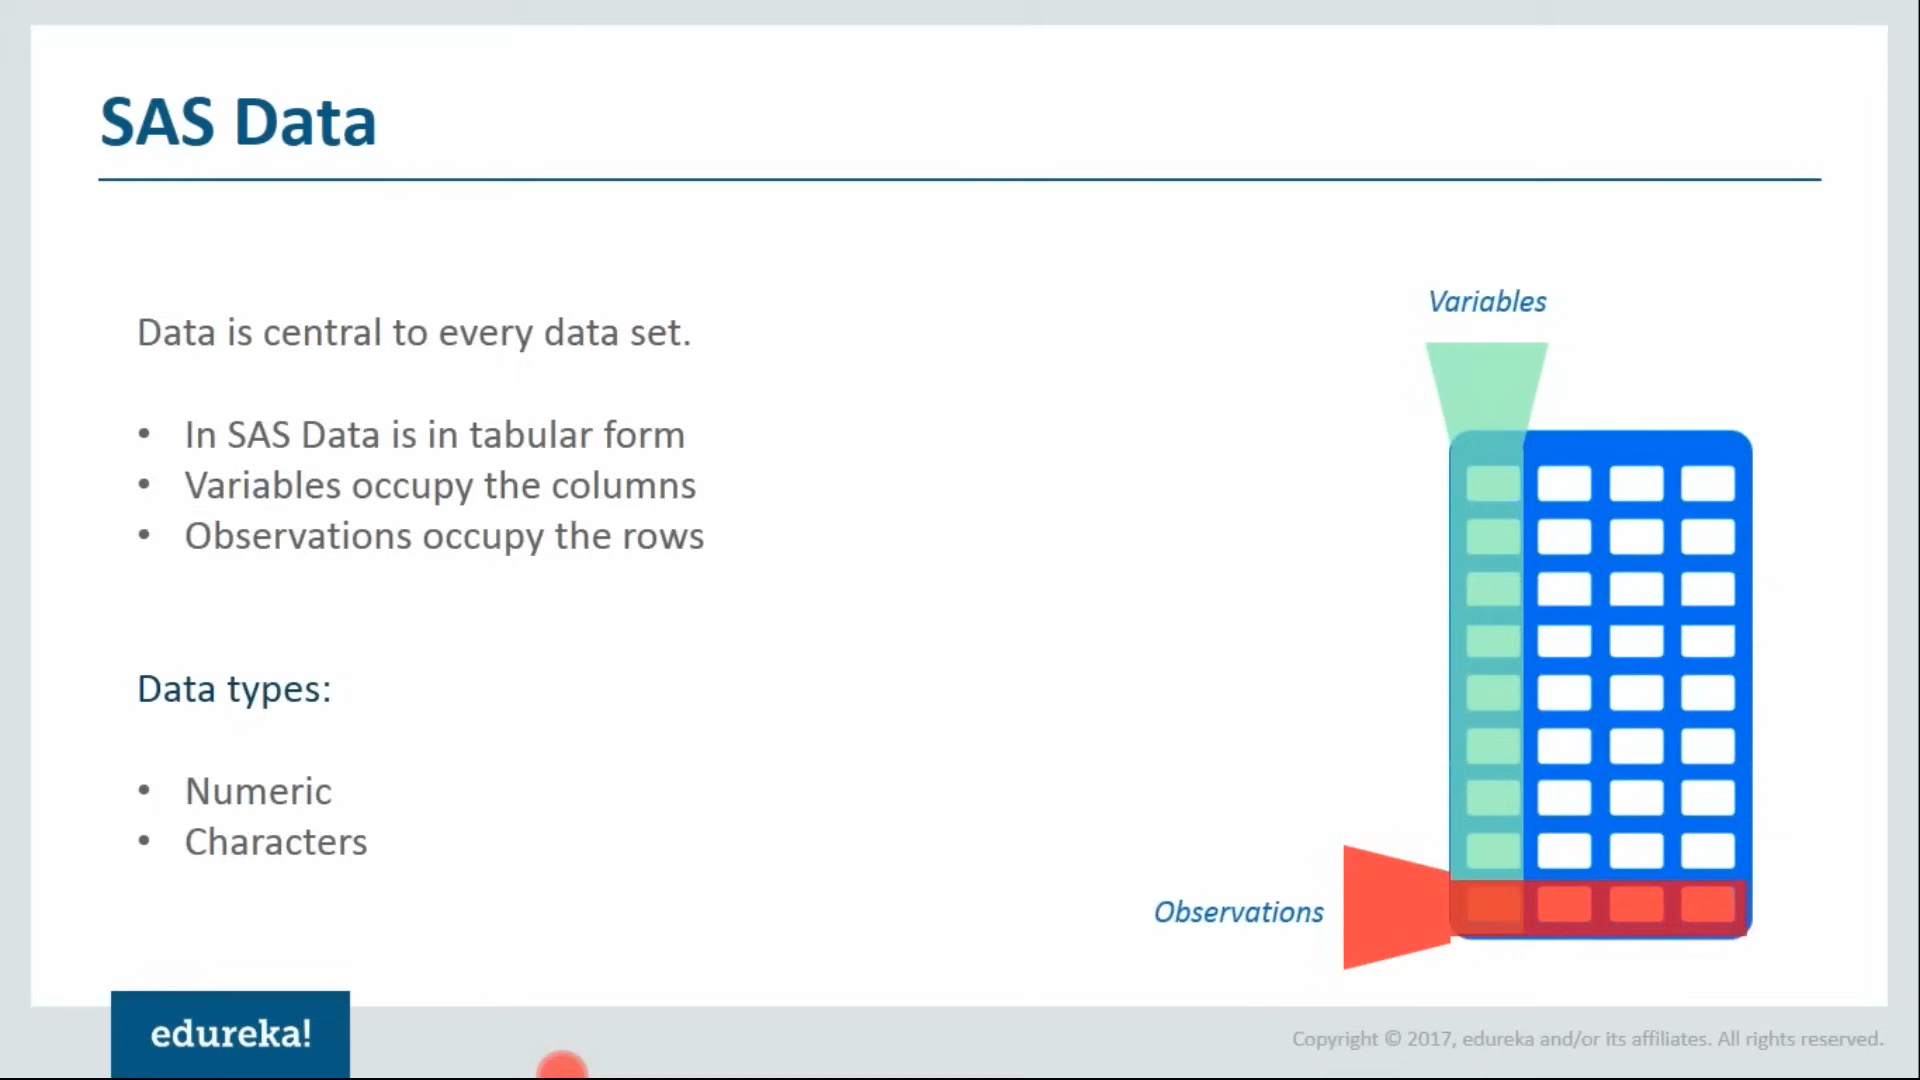 SAS Data
Data is central to every data set.
• In SAS Data is in tabular form
• Variables occupy the columns
• Observations occupy the rows
Data types:
• Numeric
• Characters
Variables
Observations
edureka!
Copyright © 2017, edureka and/or its affiliates. All rights reserved.